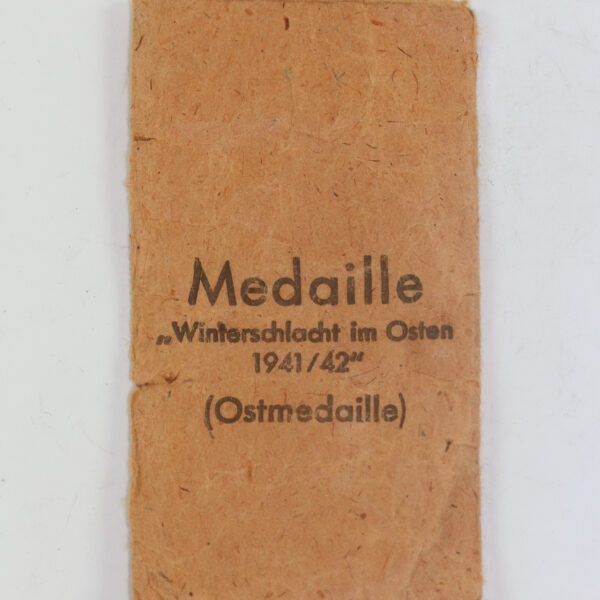 Medaille
„Winterschlacht im Osten
1941/42"
(Ostmedaille)